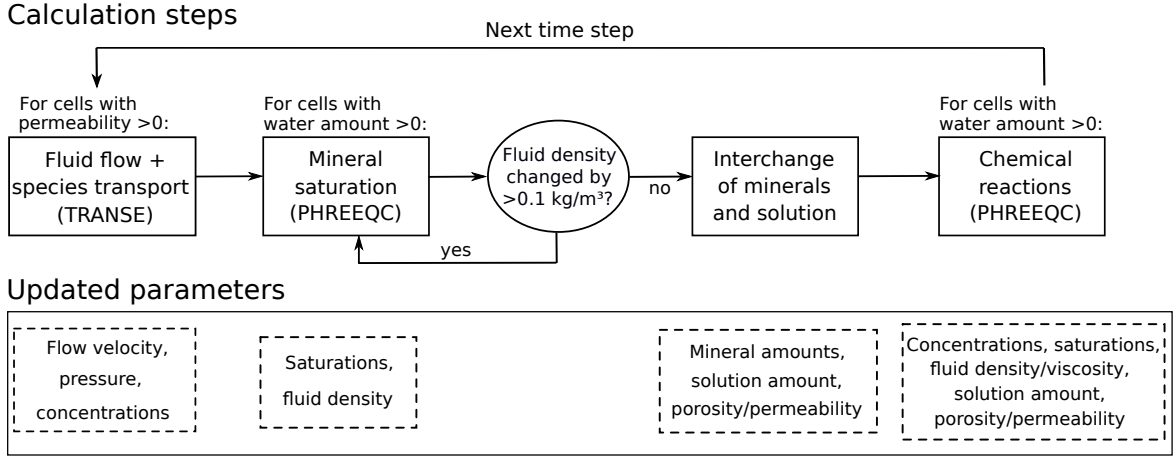 Calculation steps
Next time step
For cells with
permeability >0:
Fluid flow +
species transport
(TRANSE)
For cells with
water amount >0:
Mineral
saturation
(PHREEQC)
Fluid density
changed by
>0.1 kg/m³?
yes
no
Interchange
of minerals
and solution
For cells with
water amount >0:
Chemical
reactions
(PHREEQC)
Updated parameters
Flow velocity,
pressure,
concentrations
Saturations,
fluid density
Mineral amounts,
solution amount,
porosity/permeability
Concentrations, saturations,
fluid density/viscosity,
solution amount,
porosity/permeability